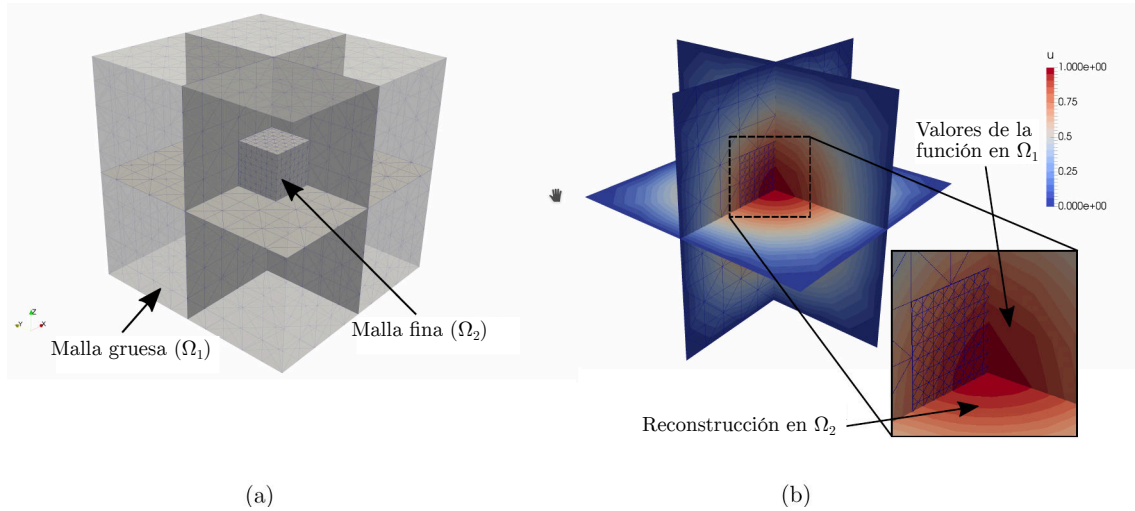 u
1.000e+00
0.75
0.5
0.25
0.000e+00
Valores de la
función en Ω₁
Z
Y
X
Malla gruesa (Ω₁)
Malla fina (Ω₂)
Reconstrucción en Ω₂
(a)
(b)